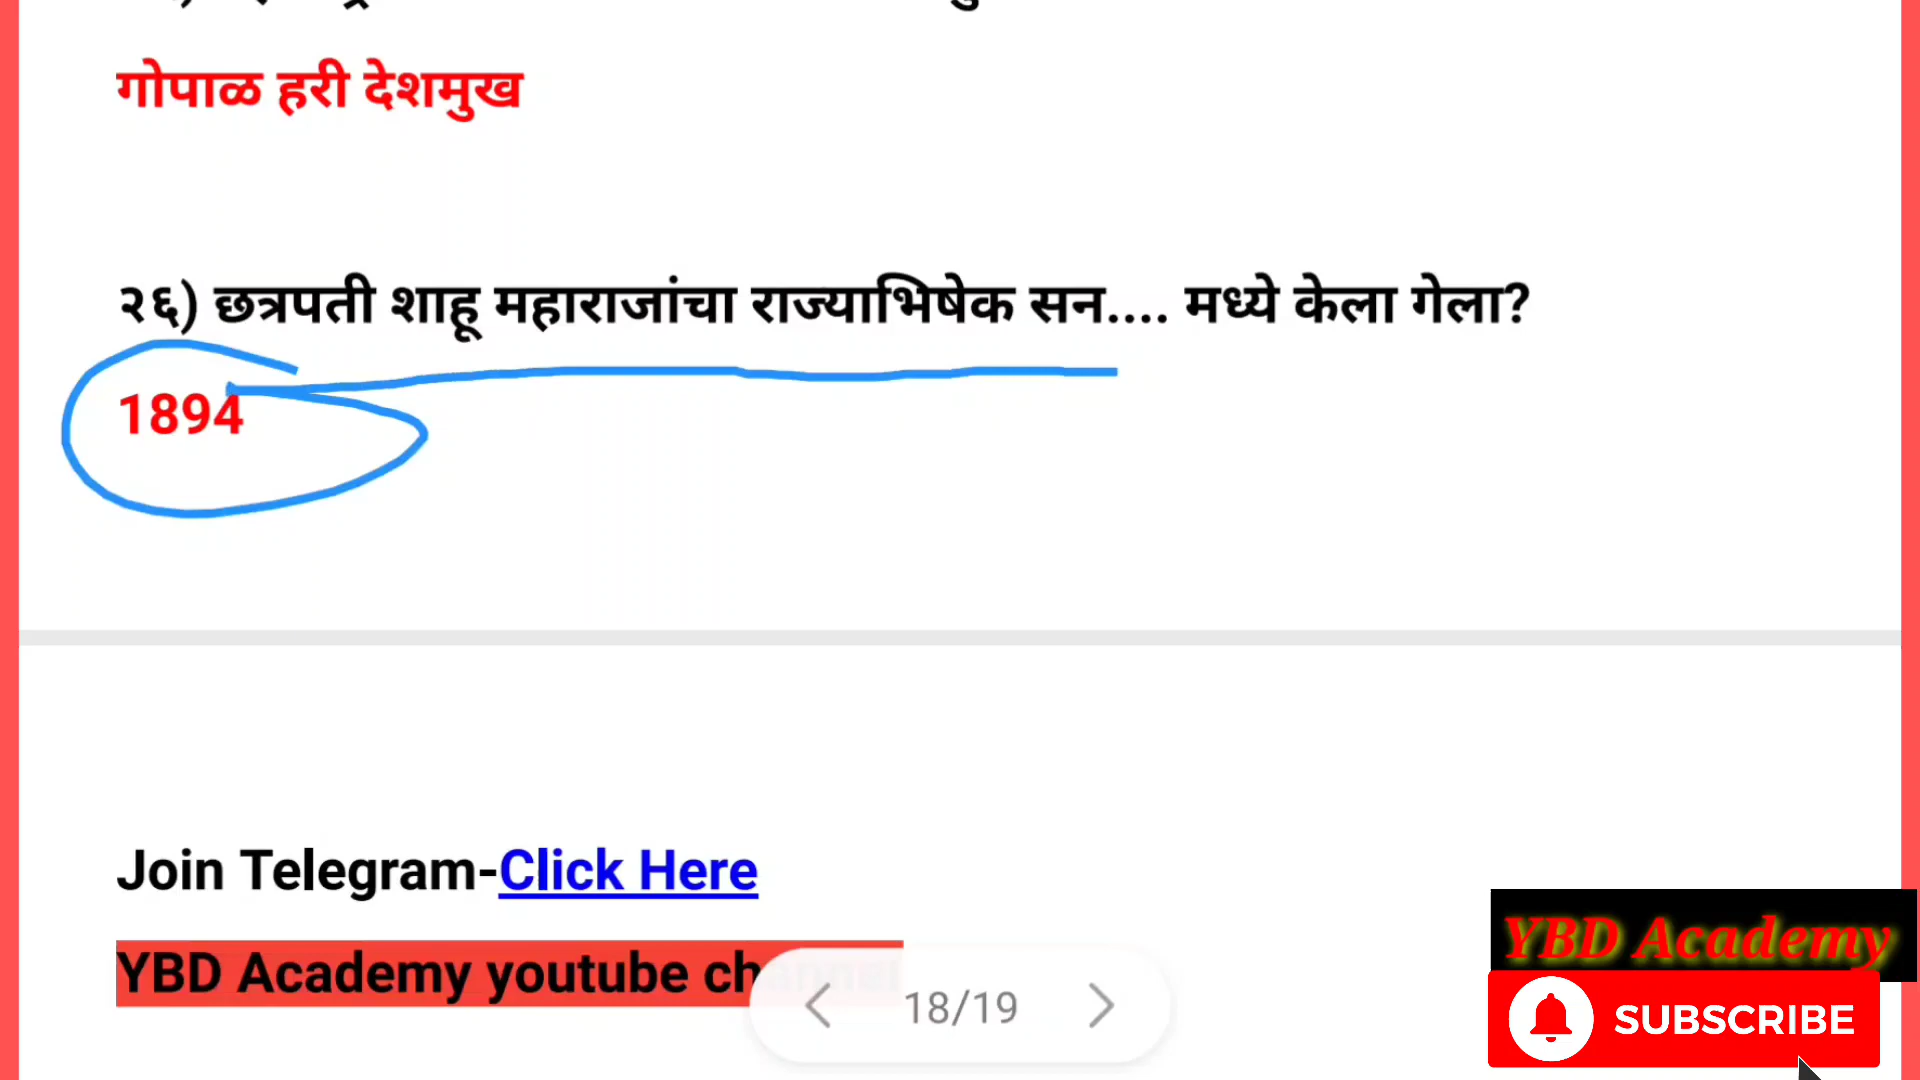 गोपाळ हरी देशमुख
२६) छत्रपती शाहू महाराजांचा राज्याभिषेक सन.... मध्ये केला गेला?
1894
Join Telegram-Click Here
YBD Academy youtube channel
18/19
YBD Academy
SUBSCRIBE